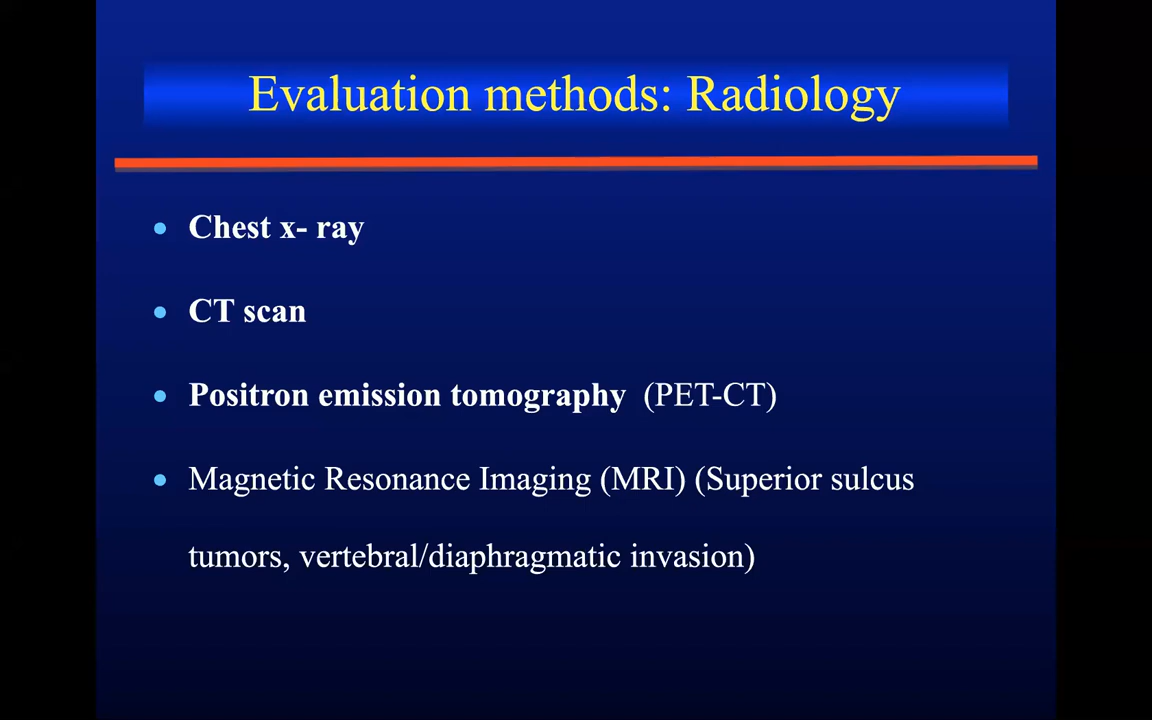 Evaluation methods: Radiology
• Chest x- ray
• CT scan
• Positron emission tomography (PET-CT)
• Magnetic Resonance Imaging (MRI) (Superior sulcus
tumors, vertebral/diaphragmatic invasion)